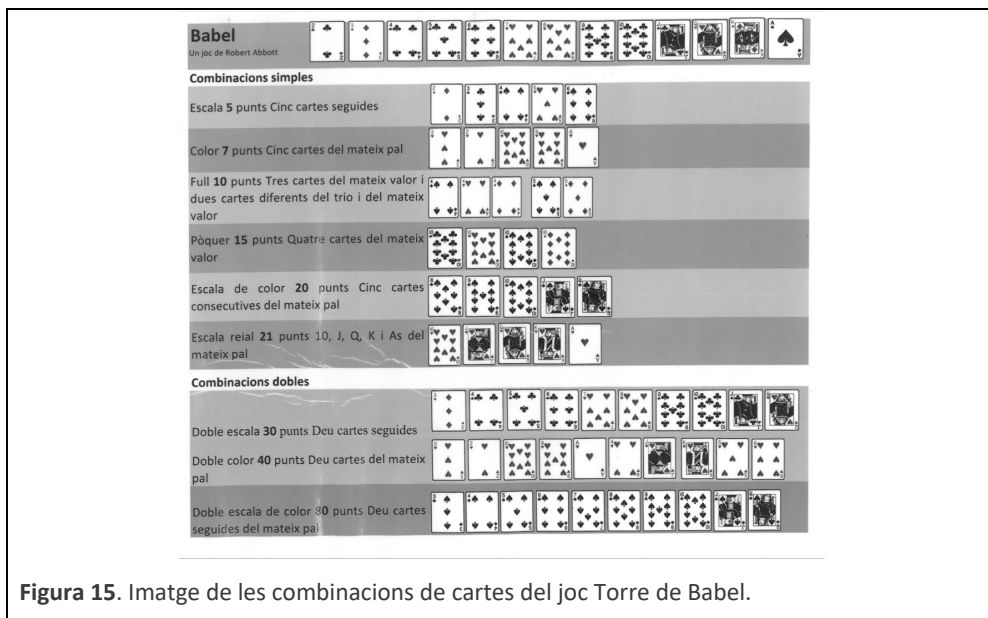 Babel
Un joc de Robert Abbott
Combinacions simples
Escala 5 punts Cinc cartes seguides
Color 7 punts Cinc cartes del mateix pal
Full 10 punts Tres cartes del mateix valor i
dues cartes diferents del trio i del mateix
valor
Pòquer 15 punts Quatre cartes del mateix
valor
Escala de color 20 punts Cinc cartes
consecutives del mateix pal
Escala reial 21 punts 10, J, Q, K i As del
mateix pal
Combinacions dobles
Doble escala 30 punts Deu cartes seguides
Doble color 40 punts Deu cartes del mateix
pal
Doble escala de color 80 punts Deu cartes
seguides del mateix pal
Figura 15. Imatge de les combinacions de cartes del joc Torre de Babel.